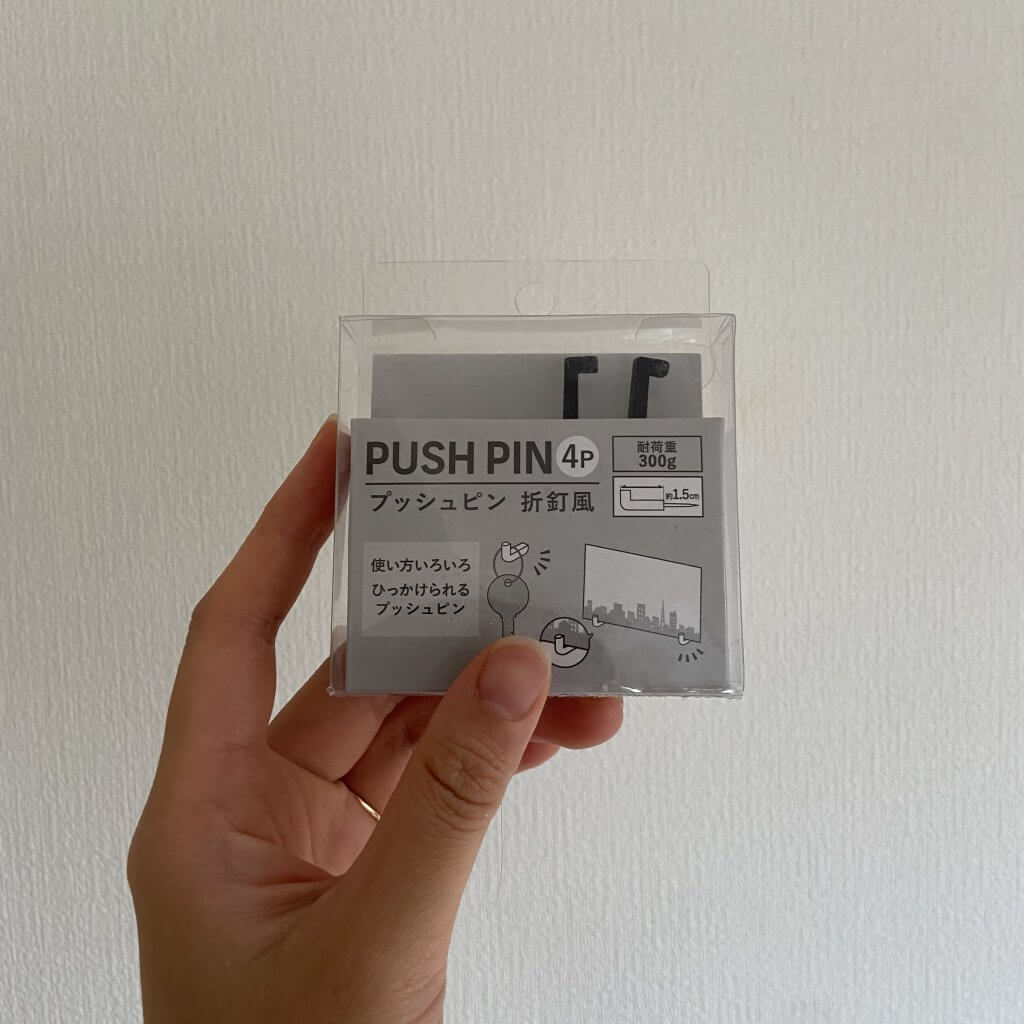 PUSH PIN 4P
プッシュピン 折釘風
耐荷重
300g
約1.5cm
使い方いろいろ
ひっかけられる
プッシュピン